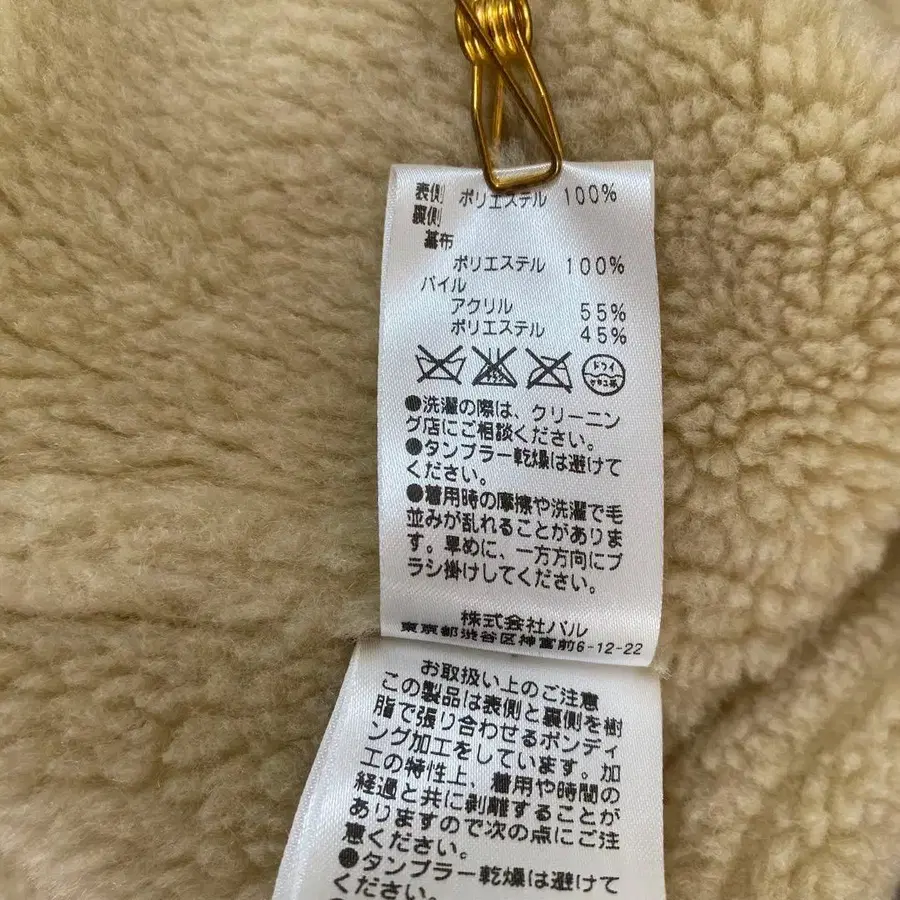 表側 ポリエステル 100%
裏側
基布
ポリエステル 100%
パイル
アクリル 55%
ポリエステル 45%
ドライ
セキユ系
●洗濯の際は、クリーニン
グ店にご相談ください。
●タンブラー乾燥は避けて
ください。
●着用時の摩擦や洗濯で毛
並みが乱れることがありま
す。早めに、一方方向にブ
ラシ掛けしてください。
株式会社パル
東京都渋谷区神宮前6-12-22
お取扱い上のご注意
この製品は表側と裏側を樹
脂で張り合わせるボンディ
ング加工をしています。加
工の特性上、着用や時間の
経過と共に剥離することが
ありますので次の点にご注
意ください。
●タンブラー乾燥は避けて
ください。